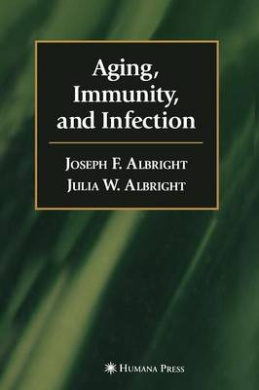 Aging,
Immunity,
and Infection
JOSEPH F. ALBRIGHT
JULIA W. ALBRIGHT
HUMANA PRESS